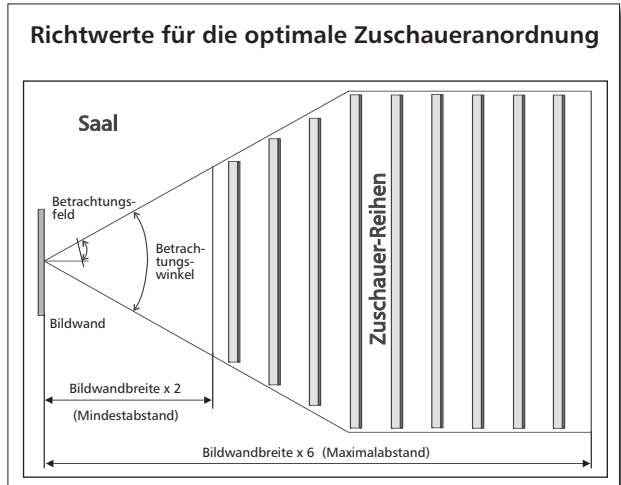 Richtwerte für die optimale Zuschaueranordnung
Saal
Betrachtungs-
feld
Betrach-
tungs-
winkel
Zuschauer-Reihen
Bildwand
Bildwandbreite x 2
(Mindestabstand)
Bildwandbreite x 6 (Maximalabstand)